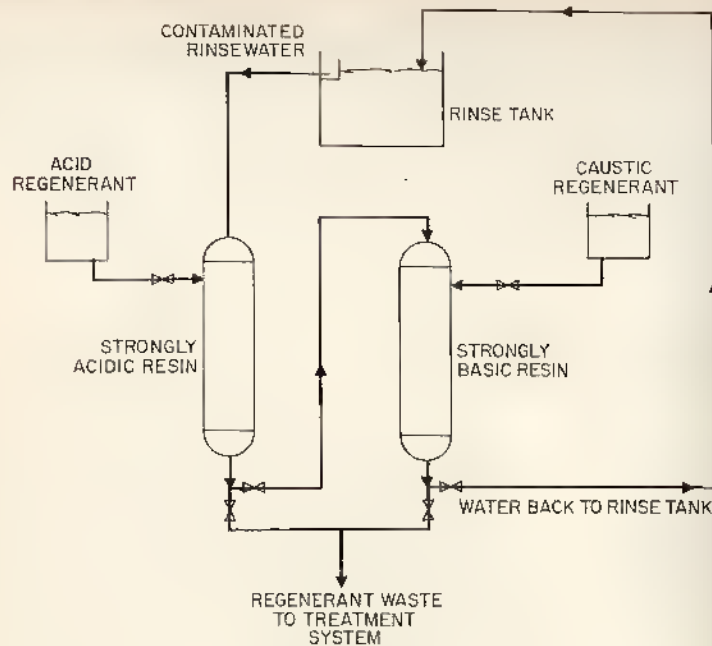 CONTAMINATED
RINSEWATER
RINSE TANK
ACID
REGENERANT
CAUSTIC
REGENERANT
STRONGLY
ACIDIC RESIN
STRONGLY
BASIC RESIN
WATER BACK TO RINSE TANK
REGENERANT WASTE
TO TREATMENT
SYSTEM